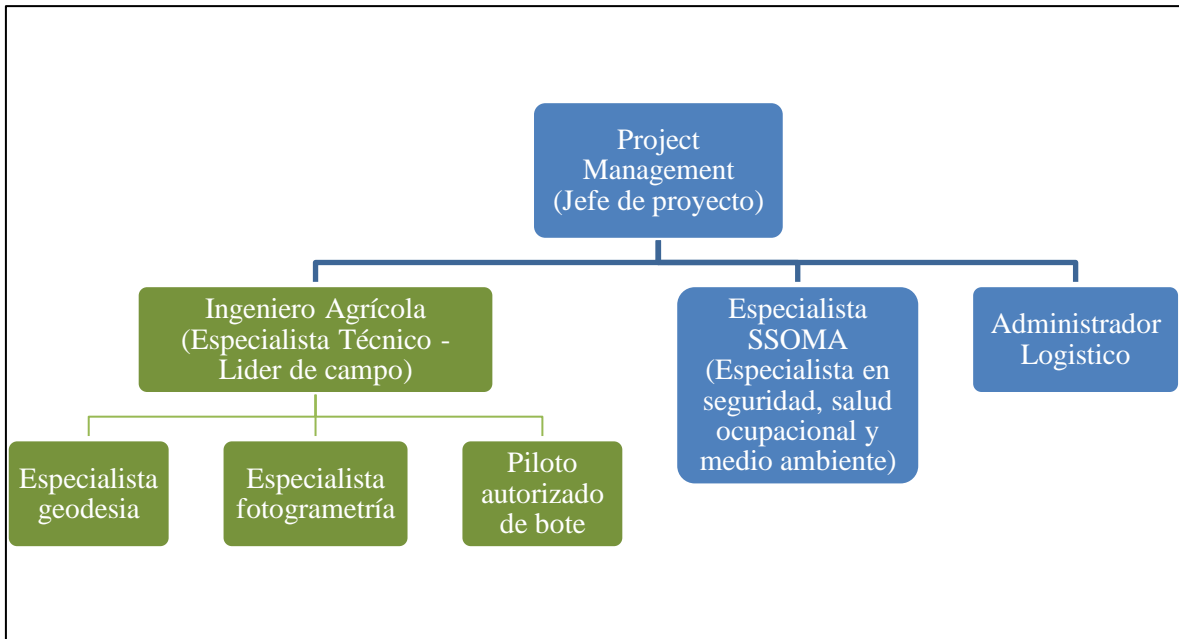 Project
Management
(Jefe de proyecto)
Ingeniero Agrícola
(Especialista Técnico -
Lider de campo)
Especialista
SSOMA
(Especialista en
seguridad, salud
ocupacional y
medio ambiente)
Administrador
Logistico
Especialista
geodesia
Especialista
fotogrametría
Piloto
autorizado
de bote